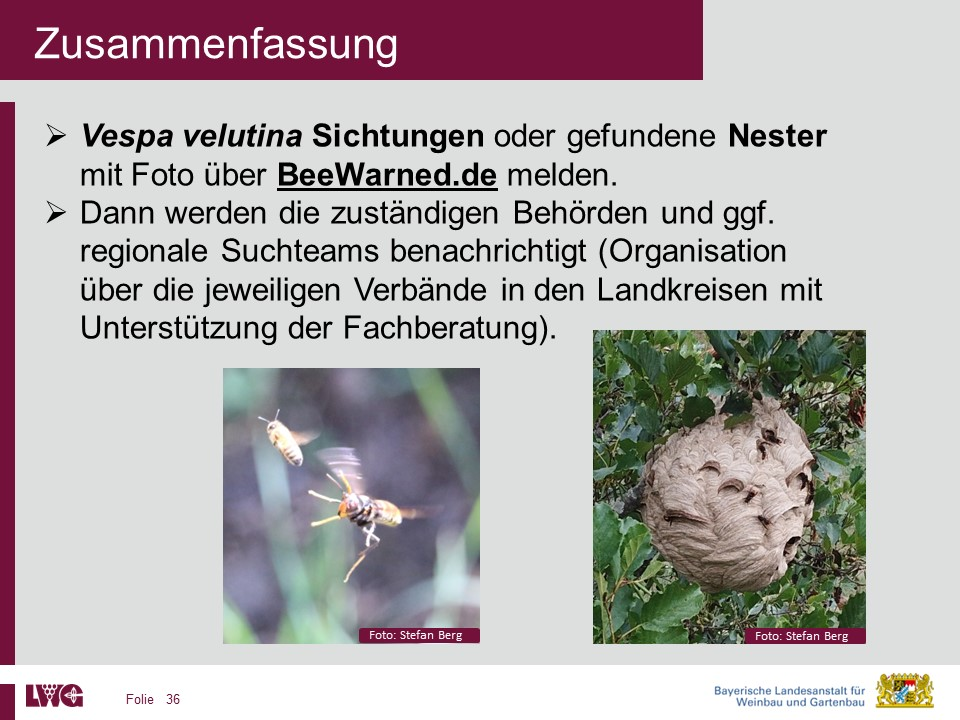 Zusammenfassung
➢ Vespa velutina Sichtungen oder gefundene Nester
mit Foto über BeeWarned.de melden.
➢ Dann werden die zuständigen Behörden und ggf.
regionale Suchteams benachrichtigt (Organisation
über die jeweiligen Verbände in den Landkreisen mit
Unterstützung der Fachberatung).
Foto: Stefan Berg
Foto: Stefan Berg
LWG
Folie 36
Bayerische Landesanstalt für
Weinbau und Gartenbau